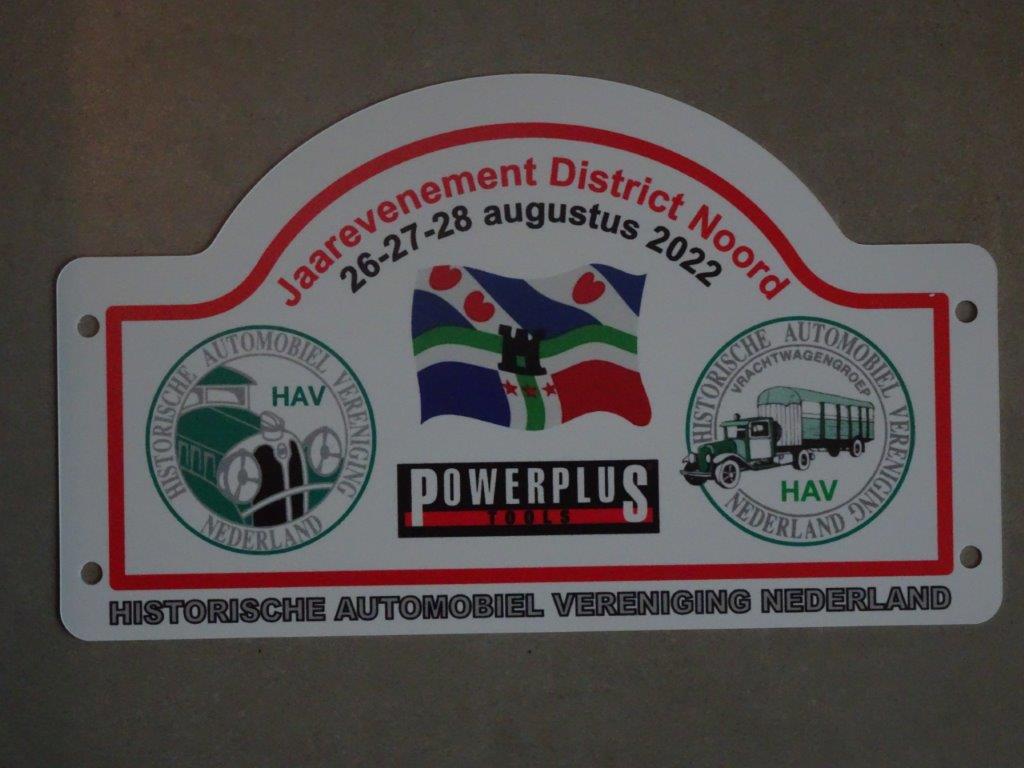 Jaarevenement District Noord
26-27-28 augustus 2022
HISTORISCHE AUTOMOBIEL VERENIGING
HAV
NEDERLAND
POWERPLUS
TOOLS
HISTORISCHE AUTOMOBIEL VERENIGING
VRACHTWAGENGROEP
HAV
NEDERLAND
HISTORISCHE AUTOMOBIEL VERENIGING NEDERLAND